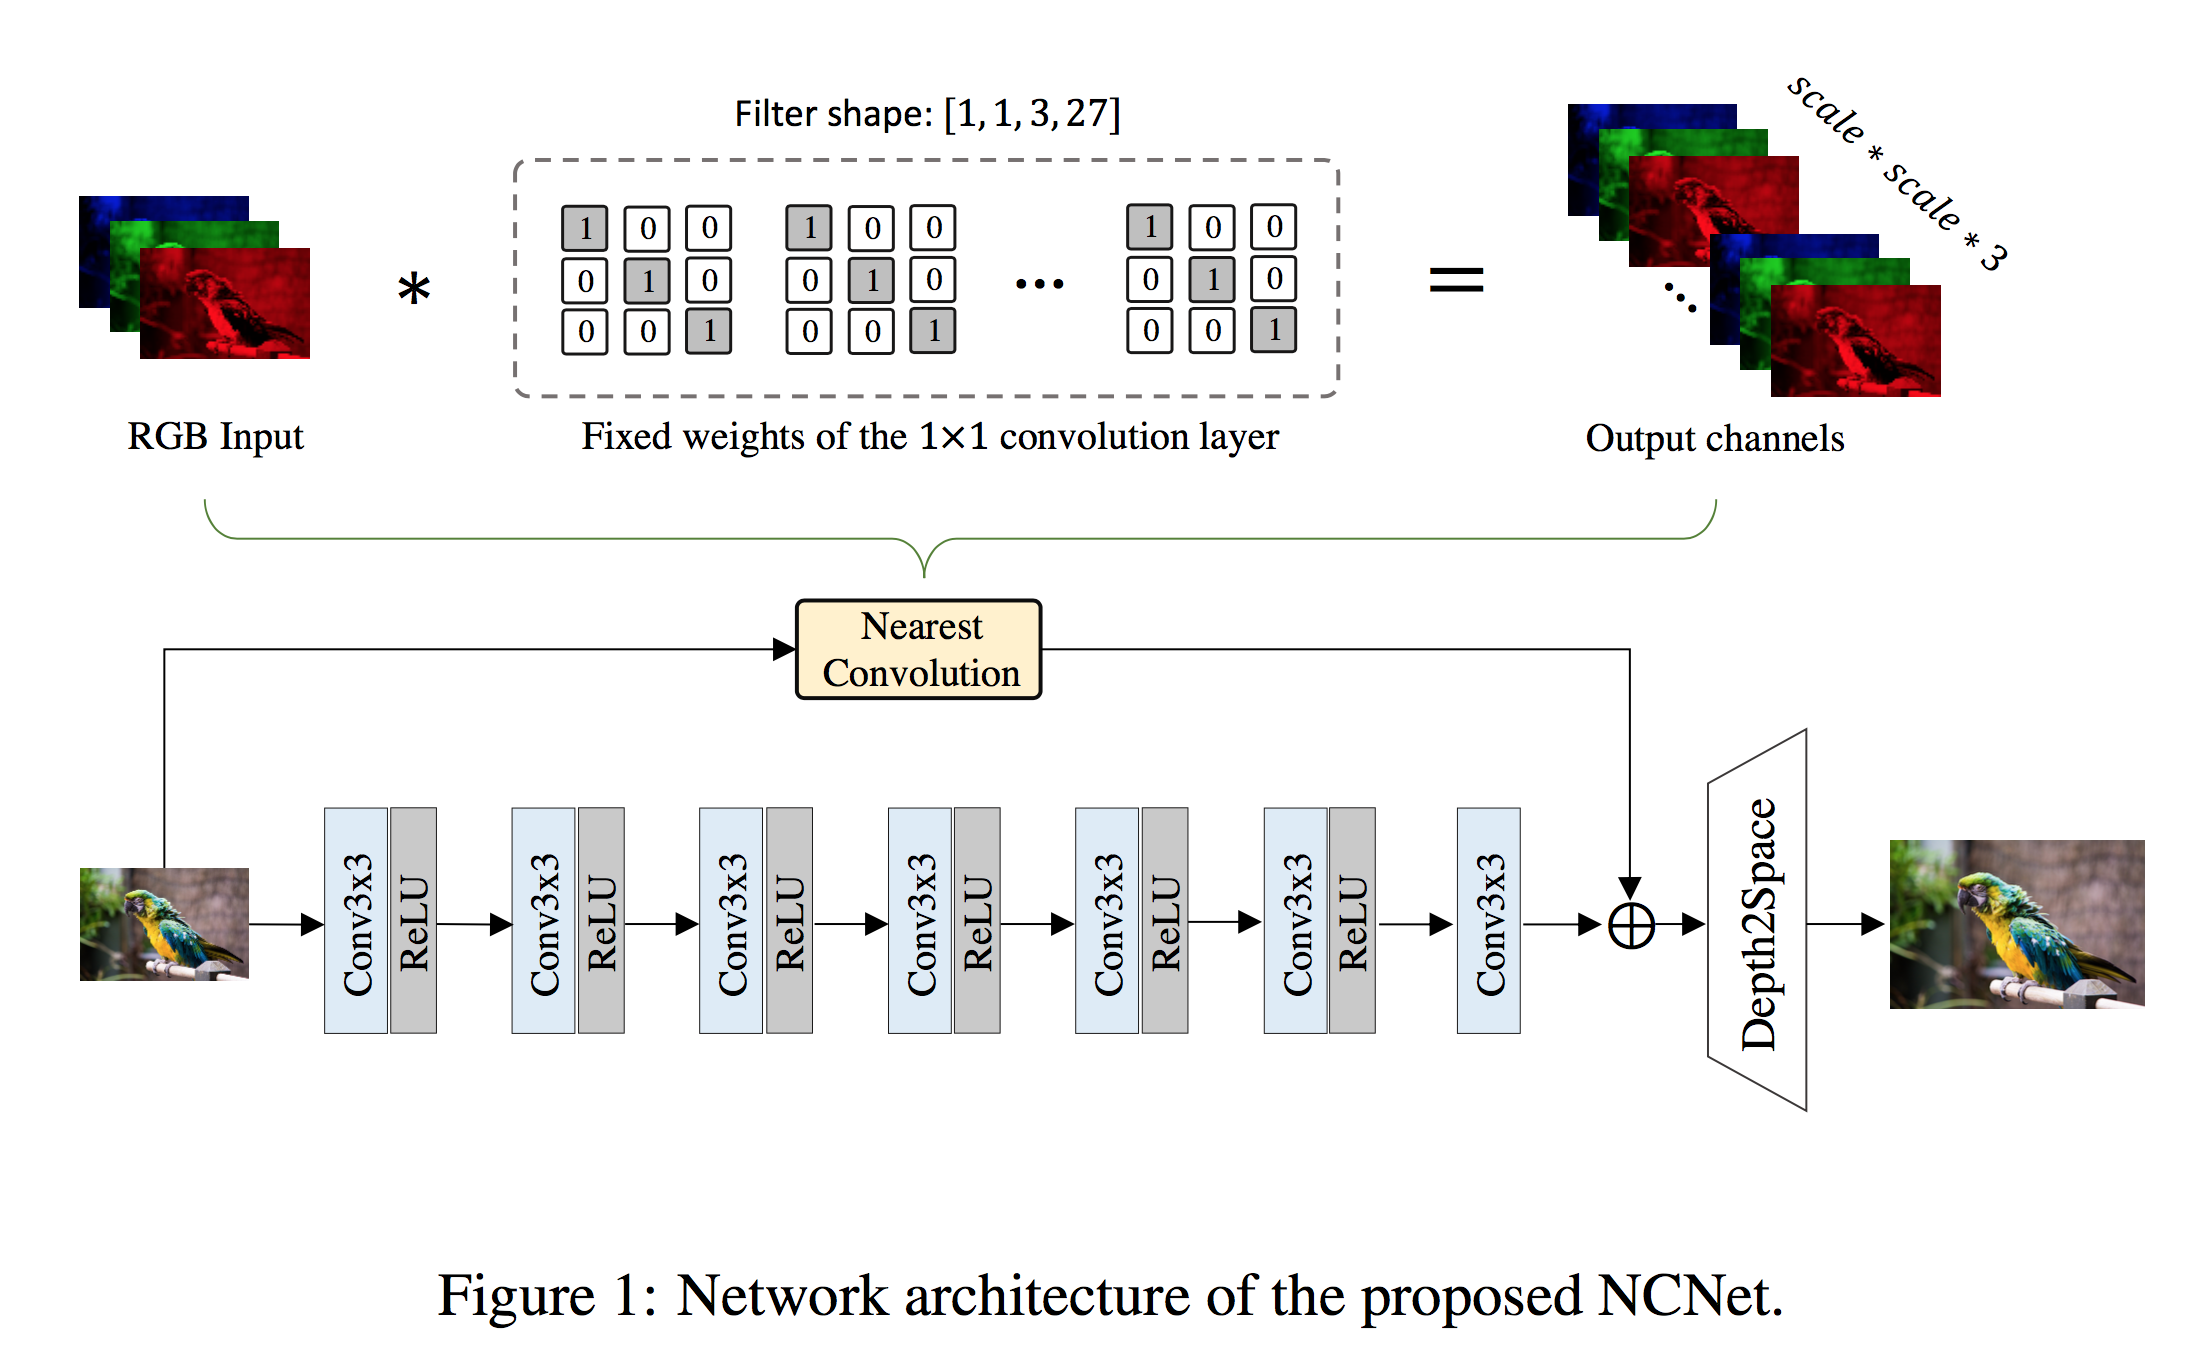 Filter shape: [1, 1, 3, 27]
scale * scale * 3
1 0 0 1 0 0 1 0 0
0 1 0 0 1 0 ... 0 1 0
0 0 1 0 0 1 0 0 1
* =
...
RGB Input
Fixed weights of the 1×1 convolution layer
Output channels
Nearest
Convolution
Conv3x3
ReLU
Conv3x3
ReLU
Conv3x3
ReLU
Conv3x3
ReLU
Conv3x3
ReLU
Conv3x3
ReLU
Conv3x3
Depth2Space
Figure 1: Network architecture of the proposed NCNet.